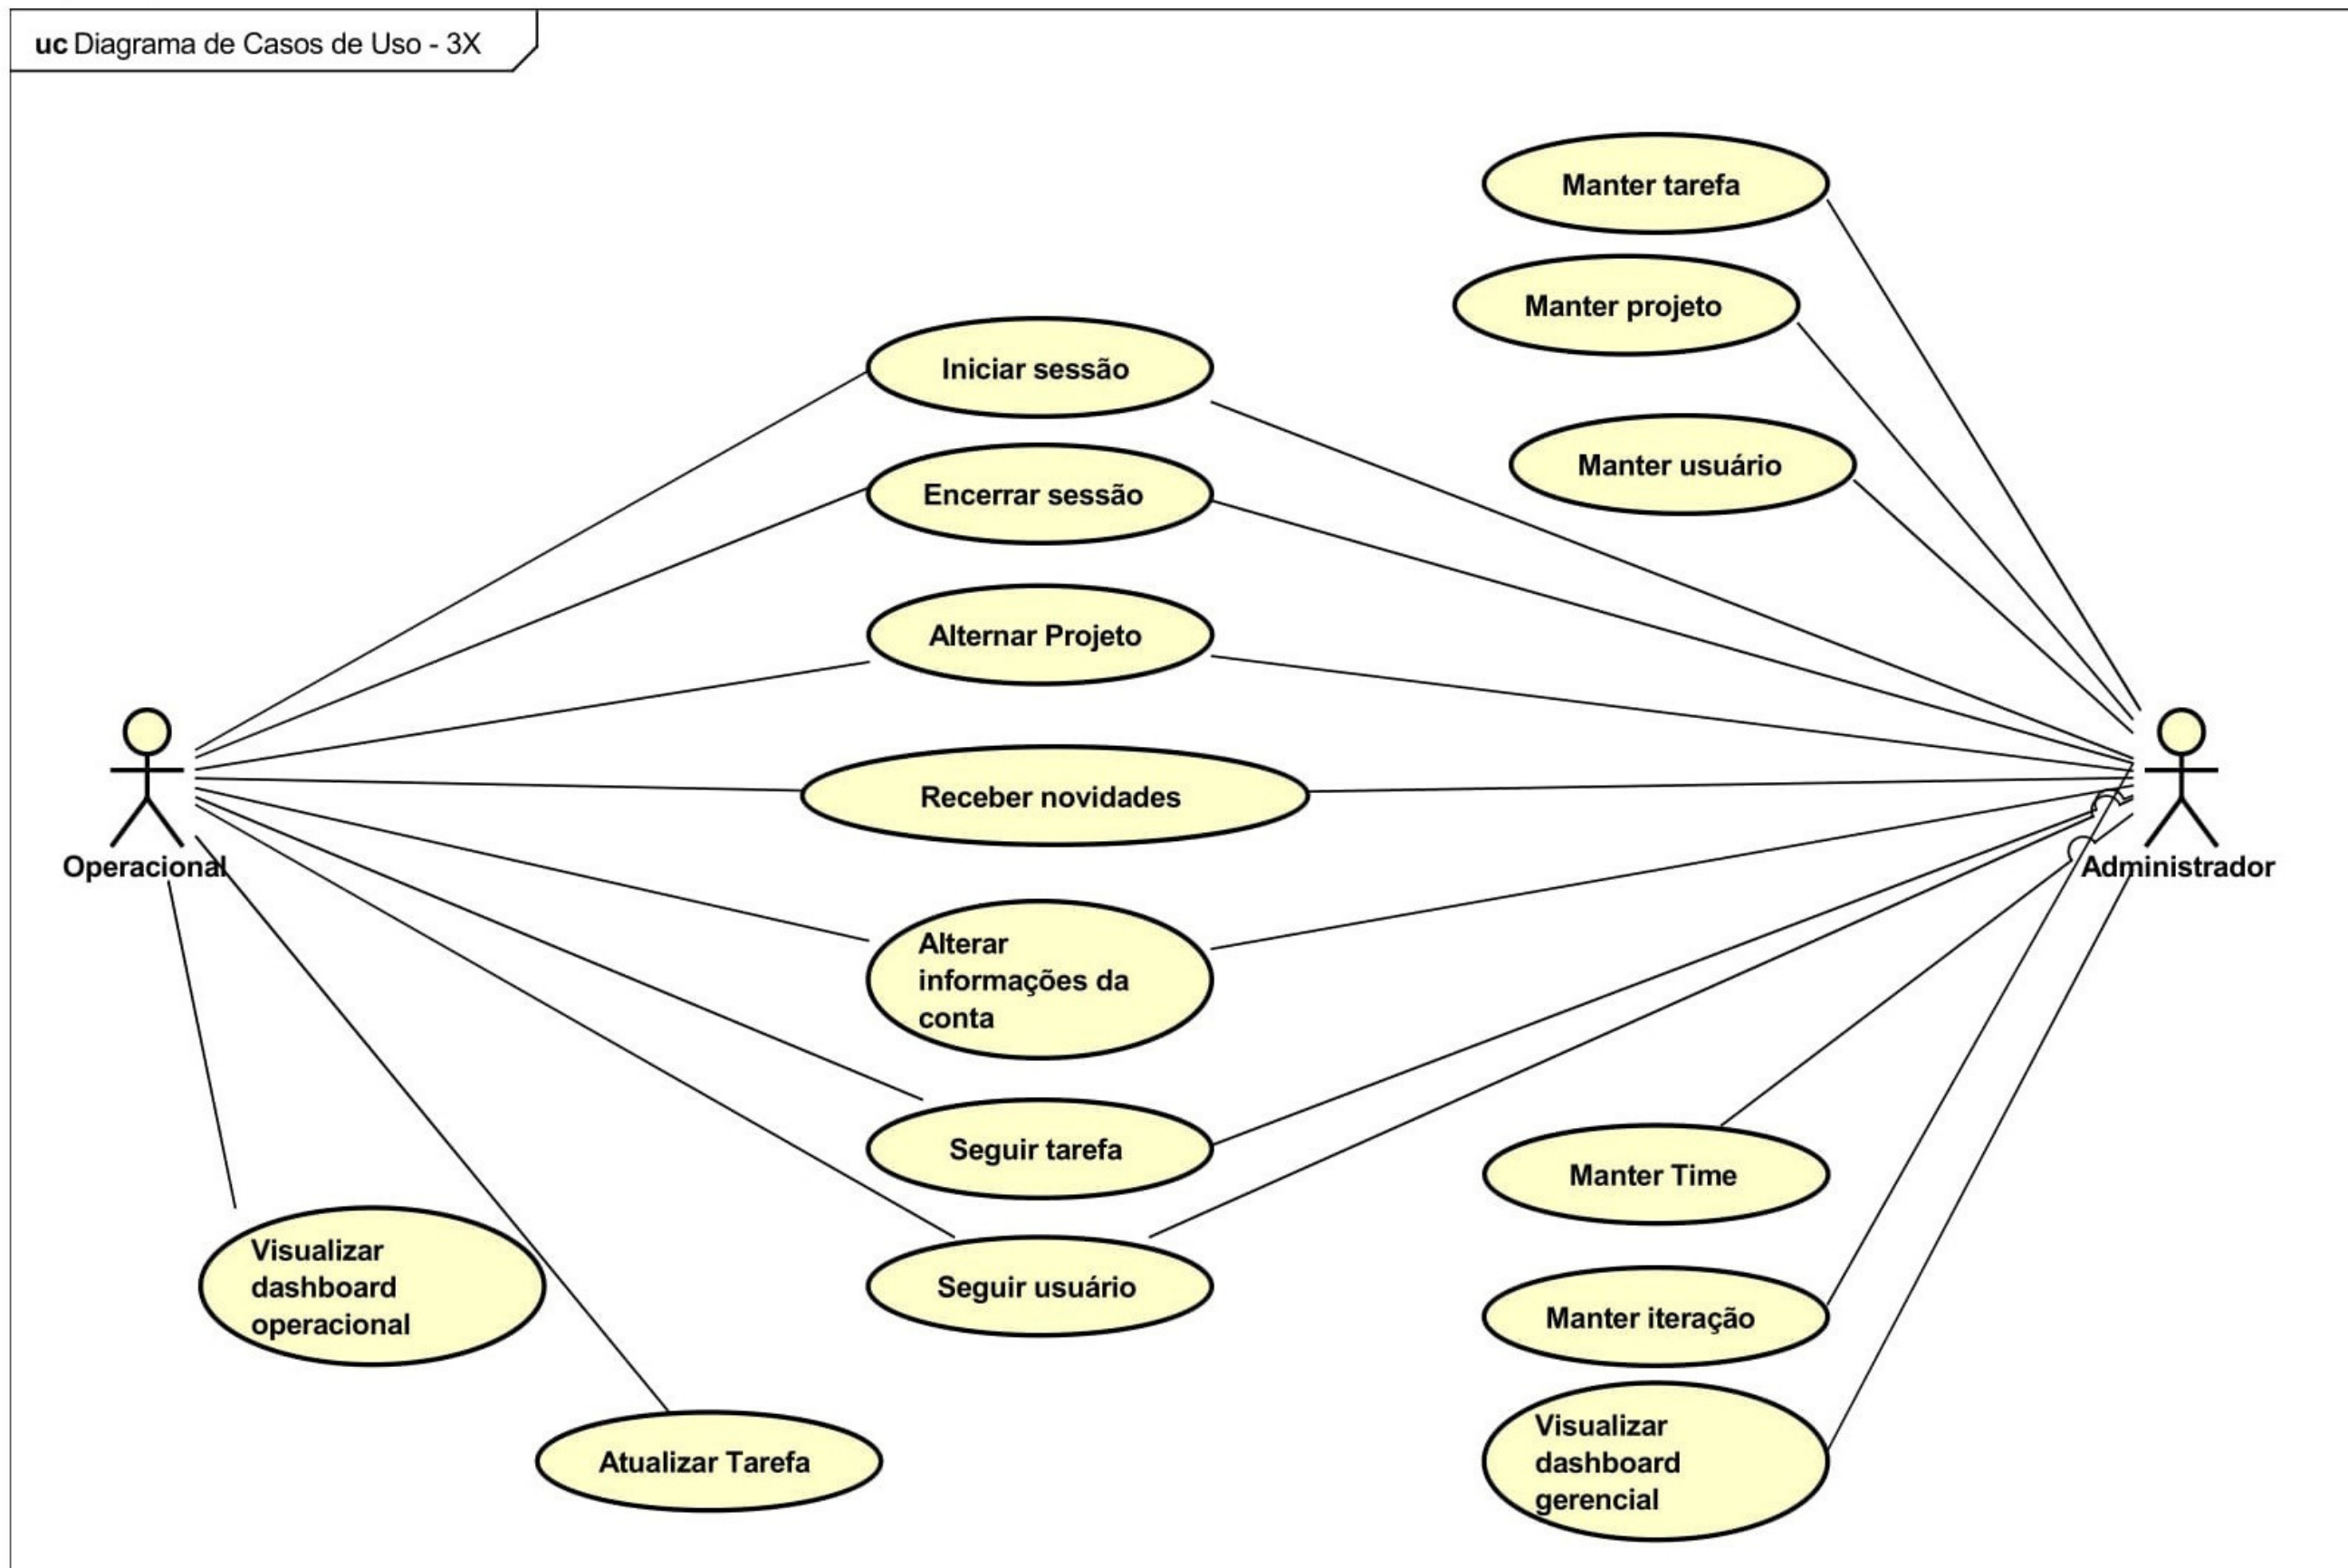 uc Diagrama de Casos de Uso - 3X
Manter tarefa
Manter projeto
Iniciar sessão
Manter usuário
Encerrar sessão
Alternar Projeto
Receber novidades
Operacional
Administrador
Alterar
informações da
conta
Seguir tarefa
Manter Time
Visualizar
dashboard
operacional
Seguir usuário
Manter iteração
Atualizar Tarefa
Visualizar
dashboard
gerencial